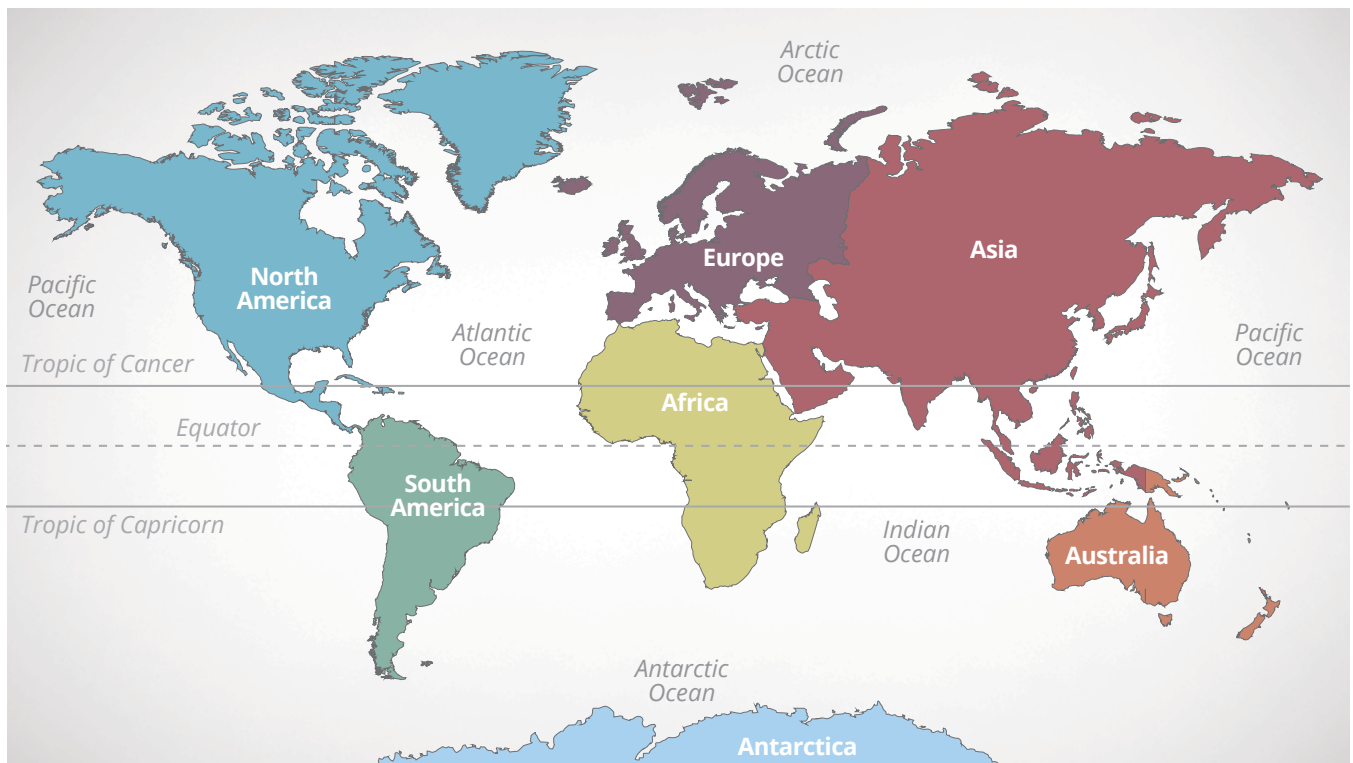 Arctic
Ocean
Europe
Asia
North
America
Pacific
Ocean
Atlantic
Ocean
Pacific
Ocean
Tropic of Cancer
Africa
Equator
South
America
Tropic of Capricorn
Indian
Ocean
Australia
Antarctic
Ocean
Antarctica